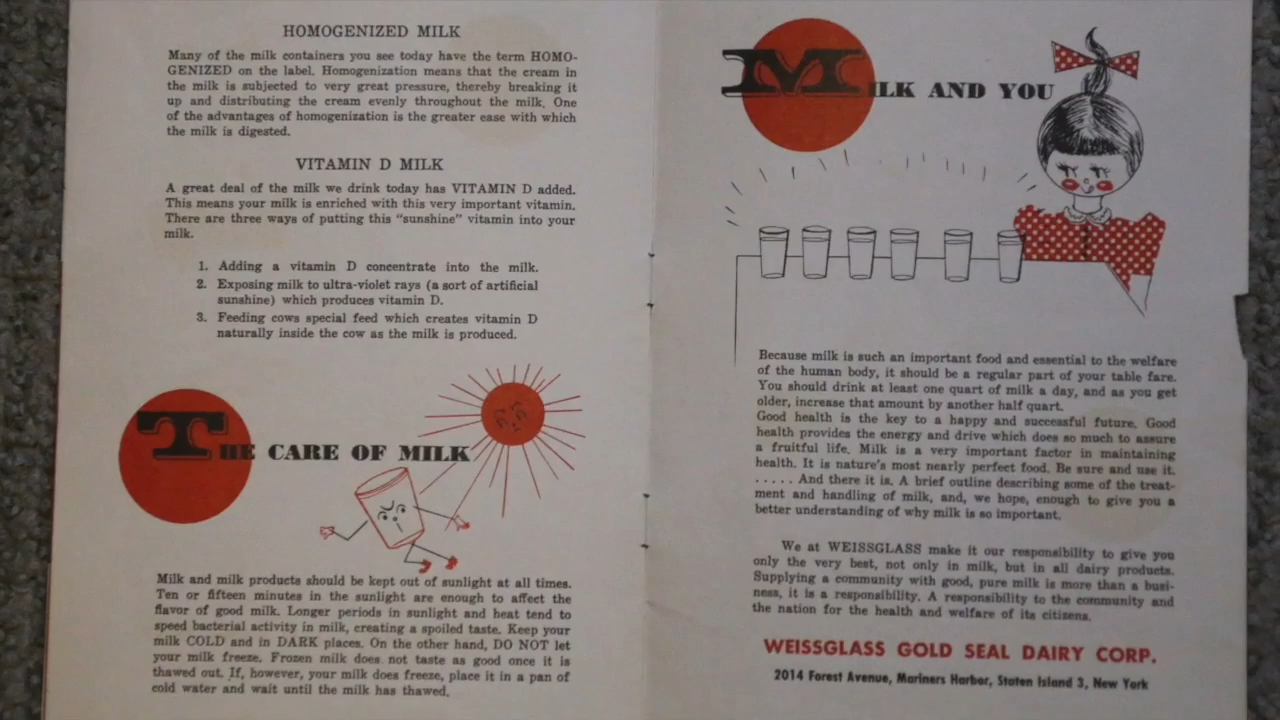 HOMOGENIZED MILK
Many of the milk containers you see today have the term HOMO-
GENIZED on the label. Homogenization means that the cream in
the milk is subjected to very great pressure, thereby breaking it
up and distributing the cream evenly throughout the milk. One
of the advantages of homogenization is the greater ease with which
the milk is digested.
VITAMIN D MILK
A great deal of the milk we drink today has VITAMIN D added.
This means your milk is enriched with this very important vitamin.
There are three ways of putting this "sunshine" vitamin into your
milk.
1. Adding a vitamin D concentrate into the milk.
2. Exposing milk to ultra-violet rays (a sort of artificial
sunshine) which produces vitamin D.
3. Feeding cows special feed which creates vitamin D
naturally inside the cow as the milk is produced.
THE CARE OF MILK
Milk and milk products should be kept out of sunlight at all times.
Ten or fifteen minutes in the sunlight are enough to affect the
flavor of good milk. Longer periods in sunlight and heat tend to
speed bacterial activity in milk, creating a spoiled taste. Keep your
milk COLD and in DARK places. On the other hand, DO NOT let
your milk freeze. Frozen milk does not taste as good once it is
thawed out. If, however, your milk does freeze, place it in a pan of
cold water and wait until the milk has thawed.
MILK AND YOU
Because milk is such an important food and essential to the welfare
of the human body, it should be a regular part of your table fare.
You should drink at least one quart of milk a day, and as you get
older, increase that amount by another half quart.
Good health is the key to a happy and successful future. Good
health provides the energy and drive which does so much to assure
a fruitful life. Milk is a very important factor in maintaining
health. It is nature's most nearly perfect food. Be sure and use it.
. . . . . And there it is. A brief outline describing some of the treat-
ment and handling of milk, and, we hope, enough to give you a
better understanding of why milk is so important.
We at WEISSGLASS make it our responsibility to give you
only the very best, not only in milk, but in all dairy products.
Supplying a community with good, pure milk is more than a busi-
ness, it is a responsibility. A responsibility to the community and
the nation for the health and welfare of its citizens.
WEISSGLASS GOLD SEAL DAIRY CORP.
2014 Forest Avenue, Mariners Harbor, Staten Island 3, New York